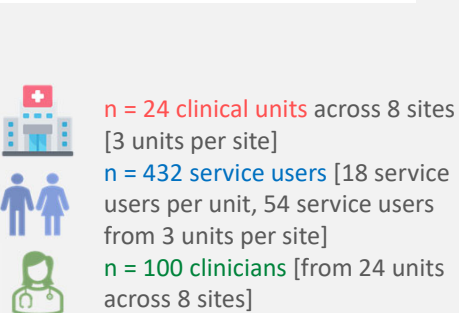 n = 24 clinical units across 8 sites
[3 units per site]
n = 432 service users [18 service
users per unit, 54 service users
from 3 units per site]
n = 100 clinicians [from 24 units
across 8 sites]